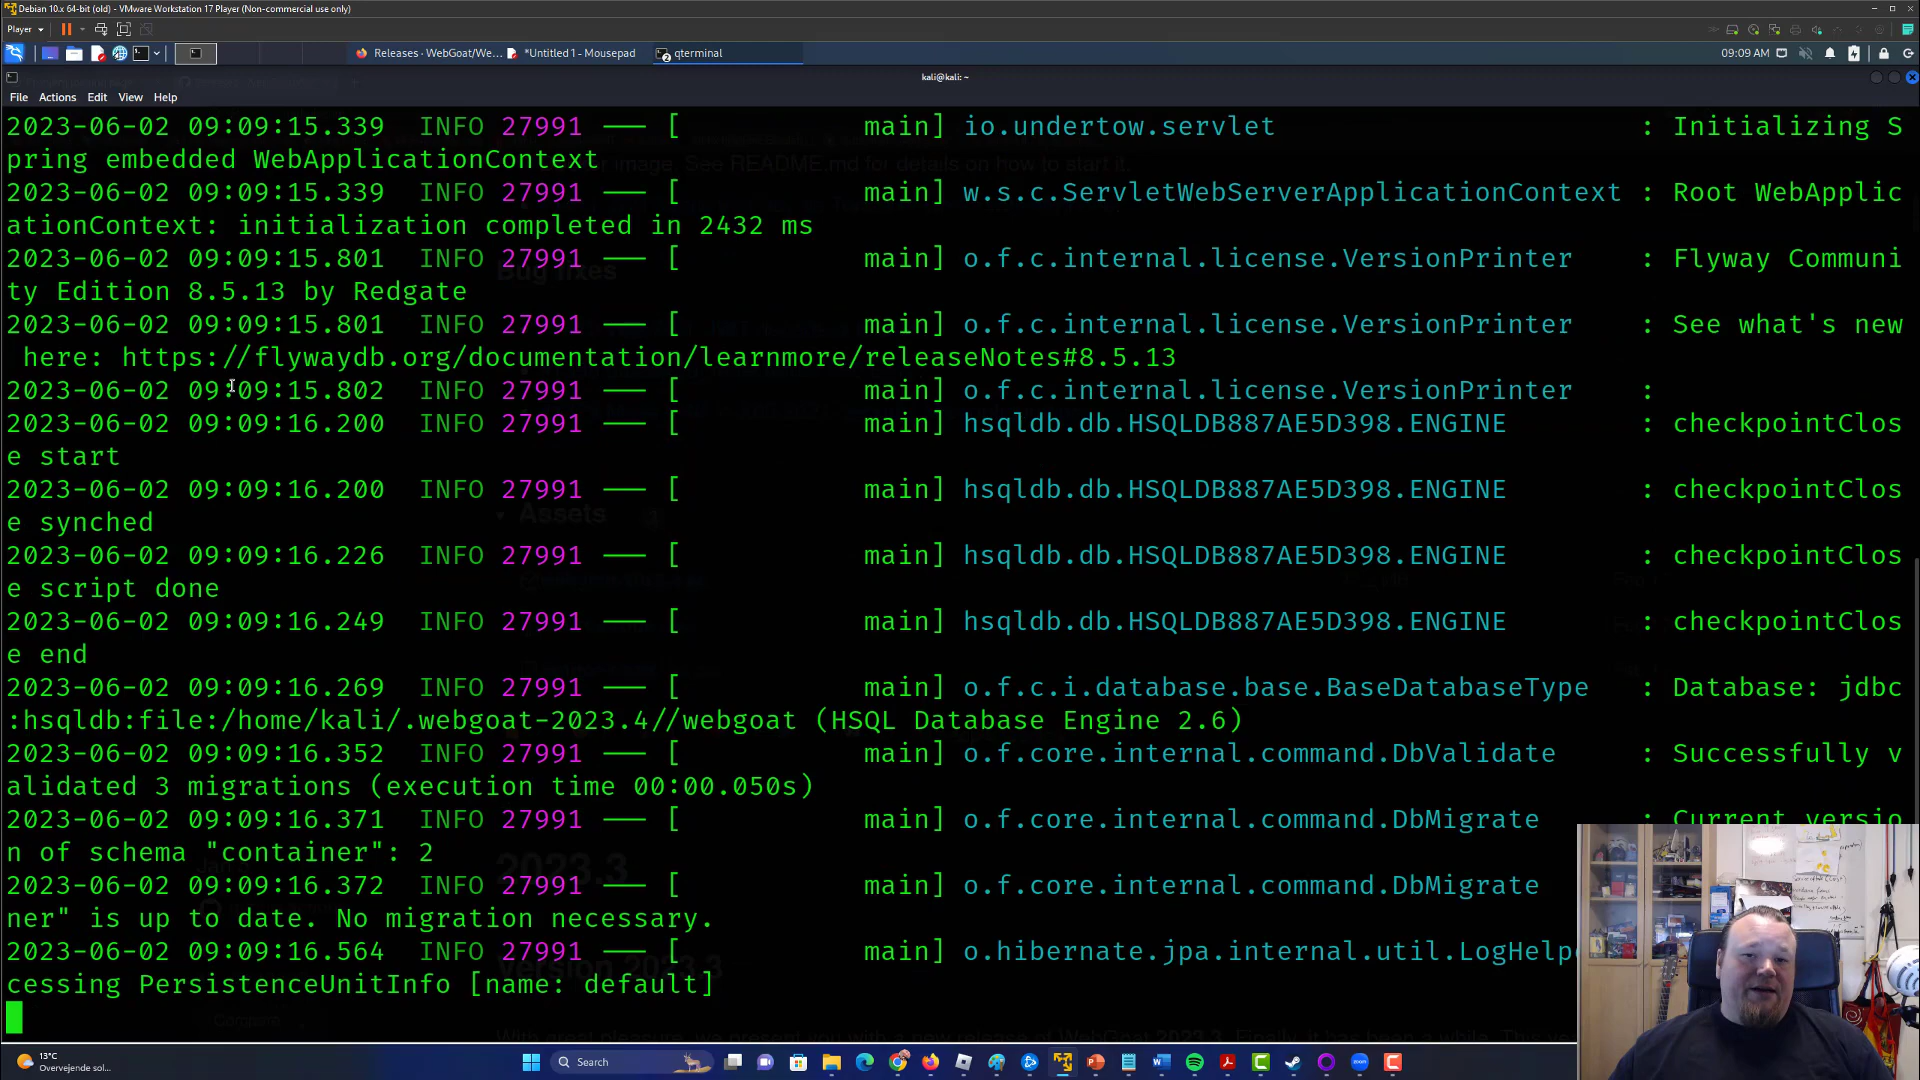 Debian 10.x 64-bit (old) - VMware Workstation 17 Player (Non-commercial use only)
Player
Releases · WebGoat/We... *Untitled 1 - Mousepad qterminal 09:09 AM
kali@kali: ~
File Actions Edit View Help
2023-06-02 09:09:15.339 INFO 27991 --- [ main] io.undertow.servlet : Initializing S
pring embedded WebApplicationContext
2023-06-02 09:09:15.339 INFO 27991 --- [ main] w.s.c.ServletWebServerApplicationContext : Root WebApplic
ationContext: initialization completed in 2432 ms
2023-06-02 09:09:15.801 INFO 27991 --- [ main] o.f.c.internal.license.VersionPrinter : Flyway Communi
ty Edition 8.5.13 by Redgate
2023-06-02 09:09:15.801 INFO 27991 --- [ main] o.f.c.internal.license.VersionPrinter : See what's new
here: https://flywaydb.org/documentation/learnmore/releaseNotes#8.5.13
2023-06-02 09:09:15.802 INFO 27991 --- [ main] o.f.c.internal.license.VersionPrinter :
2023-06-02 09:09:16.200 INFO 27991 --- [ main] hsqldb.db.HSQLDB887AE5D398.ENGINE : checkpointClos
e start
2023-06-02 09:09:16.200 INFO 27991 --- [ main] hsqldb.db.HSQLDB887AE5D398.ENGINE : checkpointClos
e synched
2023-06-02 09:09:16.226 INFO 27991 --- [ main] hsqldb.db.HSQLDB887AE5D398.ENGINE : checkpointClos
e script done
2023-06-02 09:09:16.249 INFO 27991 --- [ main] hsqldb.db.HSQLDB887AE5D398.ENGINE : checkpointClos
e end
2023-06-02 09:09:16.269 INFO 27991 --- [ main] o.f.c.i.database.base.BaseDatabaseType : Database: jdbc
:hsqldb:file:/home/kali/.webgoat-2023.4//webgoat (HSQL Database Engine 2.6)
2023-06-02 09:09:16.352 INFO 27991 --- [ main] o.f.core.internal.command.DbValidate : Successfully v
alidated 3 migrations (execution time 00:00.050s)
2023-06-02 09:09:16.371 INFO 27991 --- [ main] o.f.core.internal.command.DbMigrate : Current versio
n of schema "container": 2
2023-06-02 09:09:16.372 INFO 27991 --- [ main] o.f.core.internal.command.DbMigrate
ner" is up to date. No migration necessary.
2023-06-02 09:09:16.564 INFO 27991 --- [ main] o.hibernate.jpa.internal.util.LogHelp
cessing PersistenceUnitInfo [name: default]
13°C
Overvejende sol...
Search